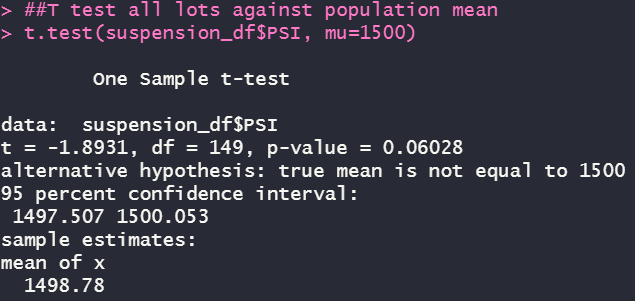 > ##T test all lots against population mean
> t.test(suspension_df$PSI, mu=1500)
One Sample t-test
data:  suspension_df$PSI
t = -1.8931, df = 149, p-value = 0.06028
alternative hypothesis: true mean is not equal to 1500
95 percent confidence interval:
1497.507 1500.053
sample estimates:
mean of x
1498.78